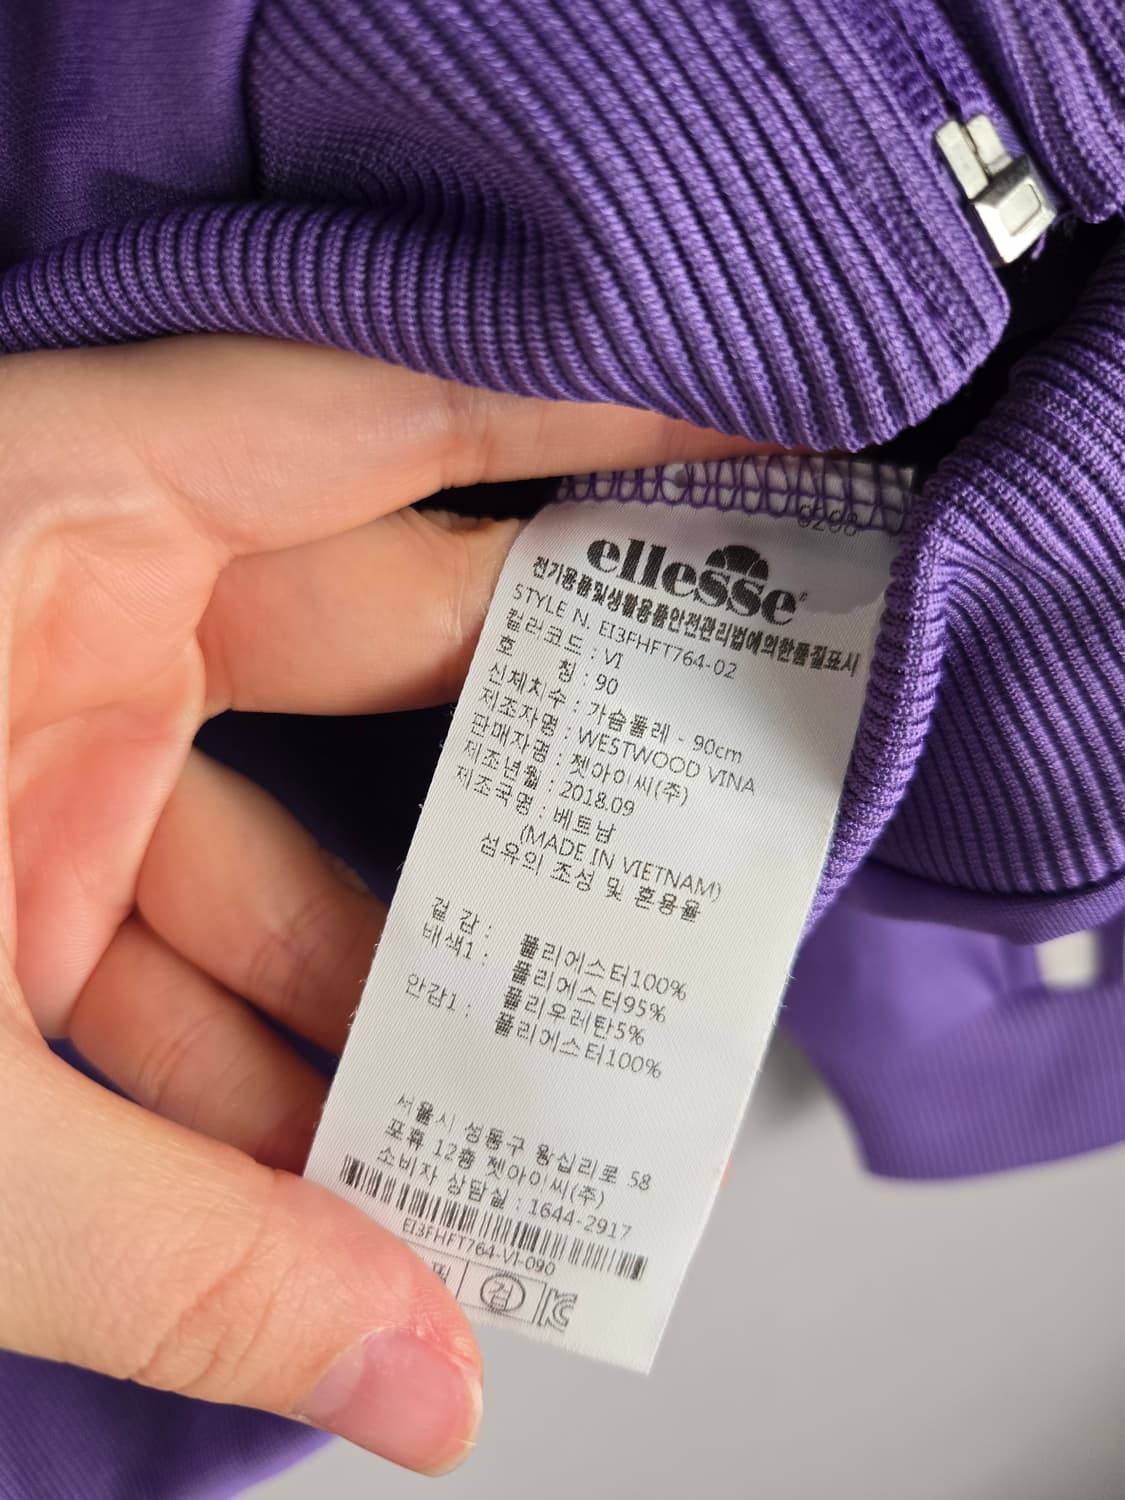 6298
ellesse
전기용품및생활용품안전관리법에의한품질표시
STYLE N. EI3FHFT764-02
컬러코드 : VI
호 칭 : 90
신체치수 : 가슴둘레 - 90cm
제조자명 : WESTWOOD VINA
판매자명 : 젯아이씨(주)
제조년월 : 2018.09
제조국명 : 베트남
(MADE IN VIETNAM)
섬유의 조성 및 혼용율
겉 감 : 폴리에스터100%
배색1 : 폴리에스터95%
폴리우레탄5%
안감1 : 폴리에스터100%
서울시 성동구 왕십리로 58
포휴 12층 젯아이씨(주)
소비자 상담실 : 1644-2917
EI3FHFT764-VI-090
검